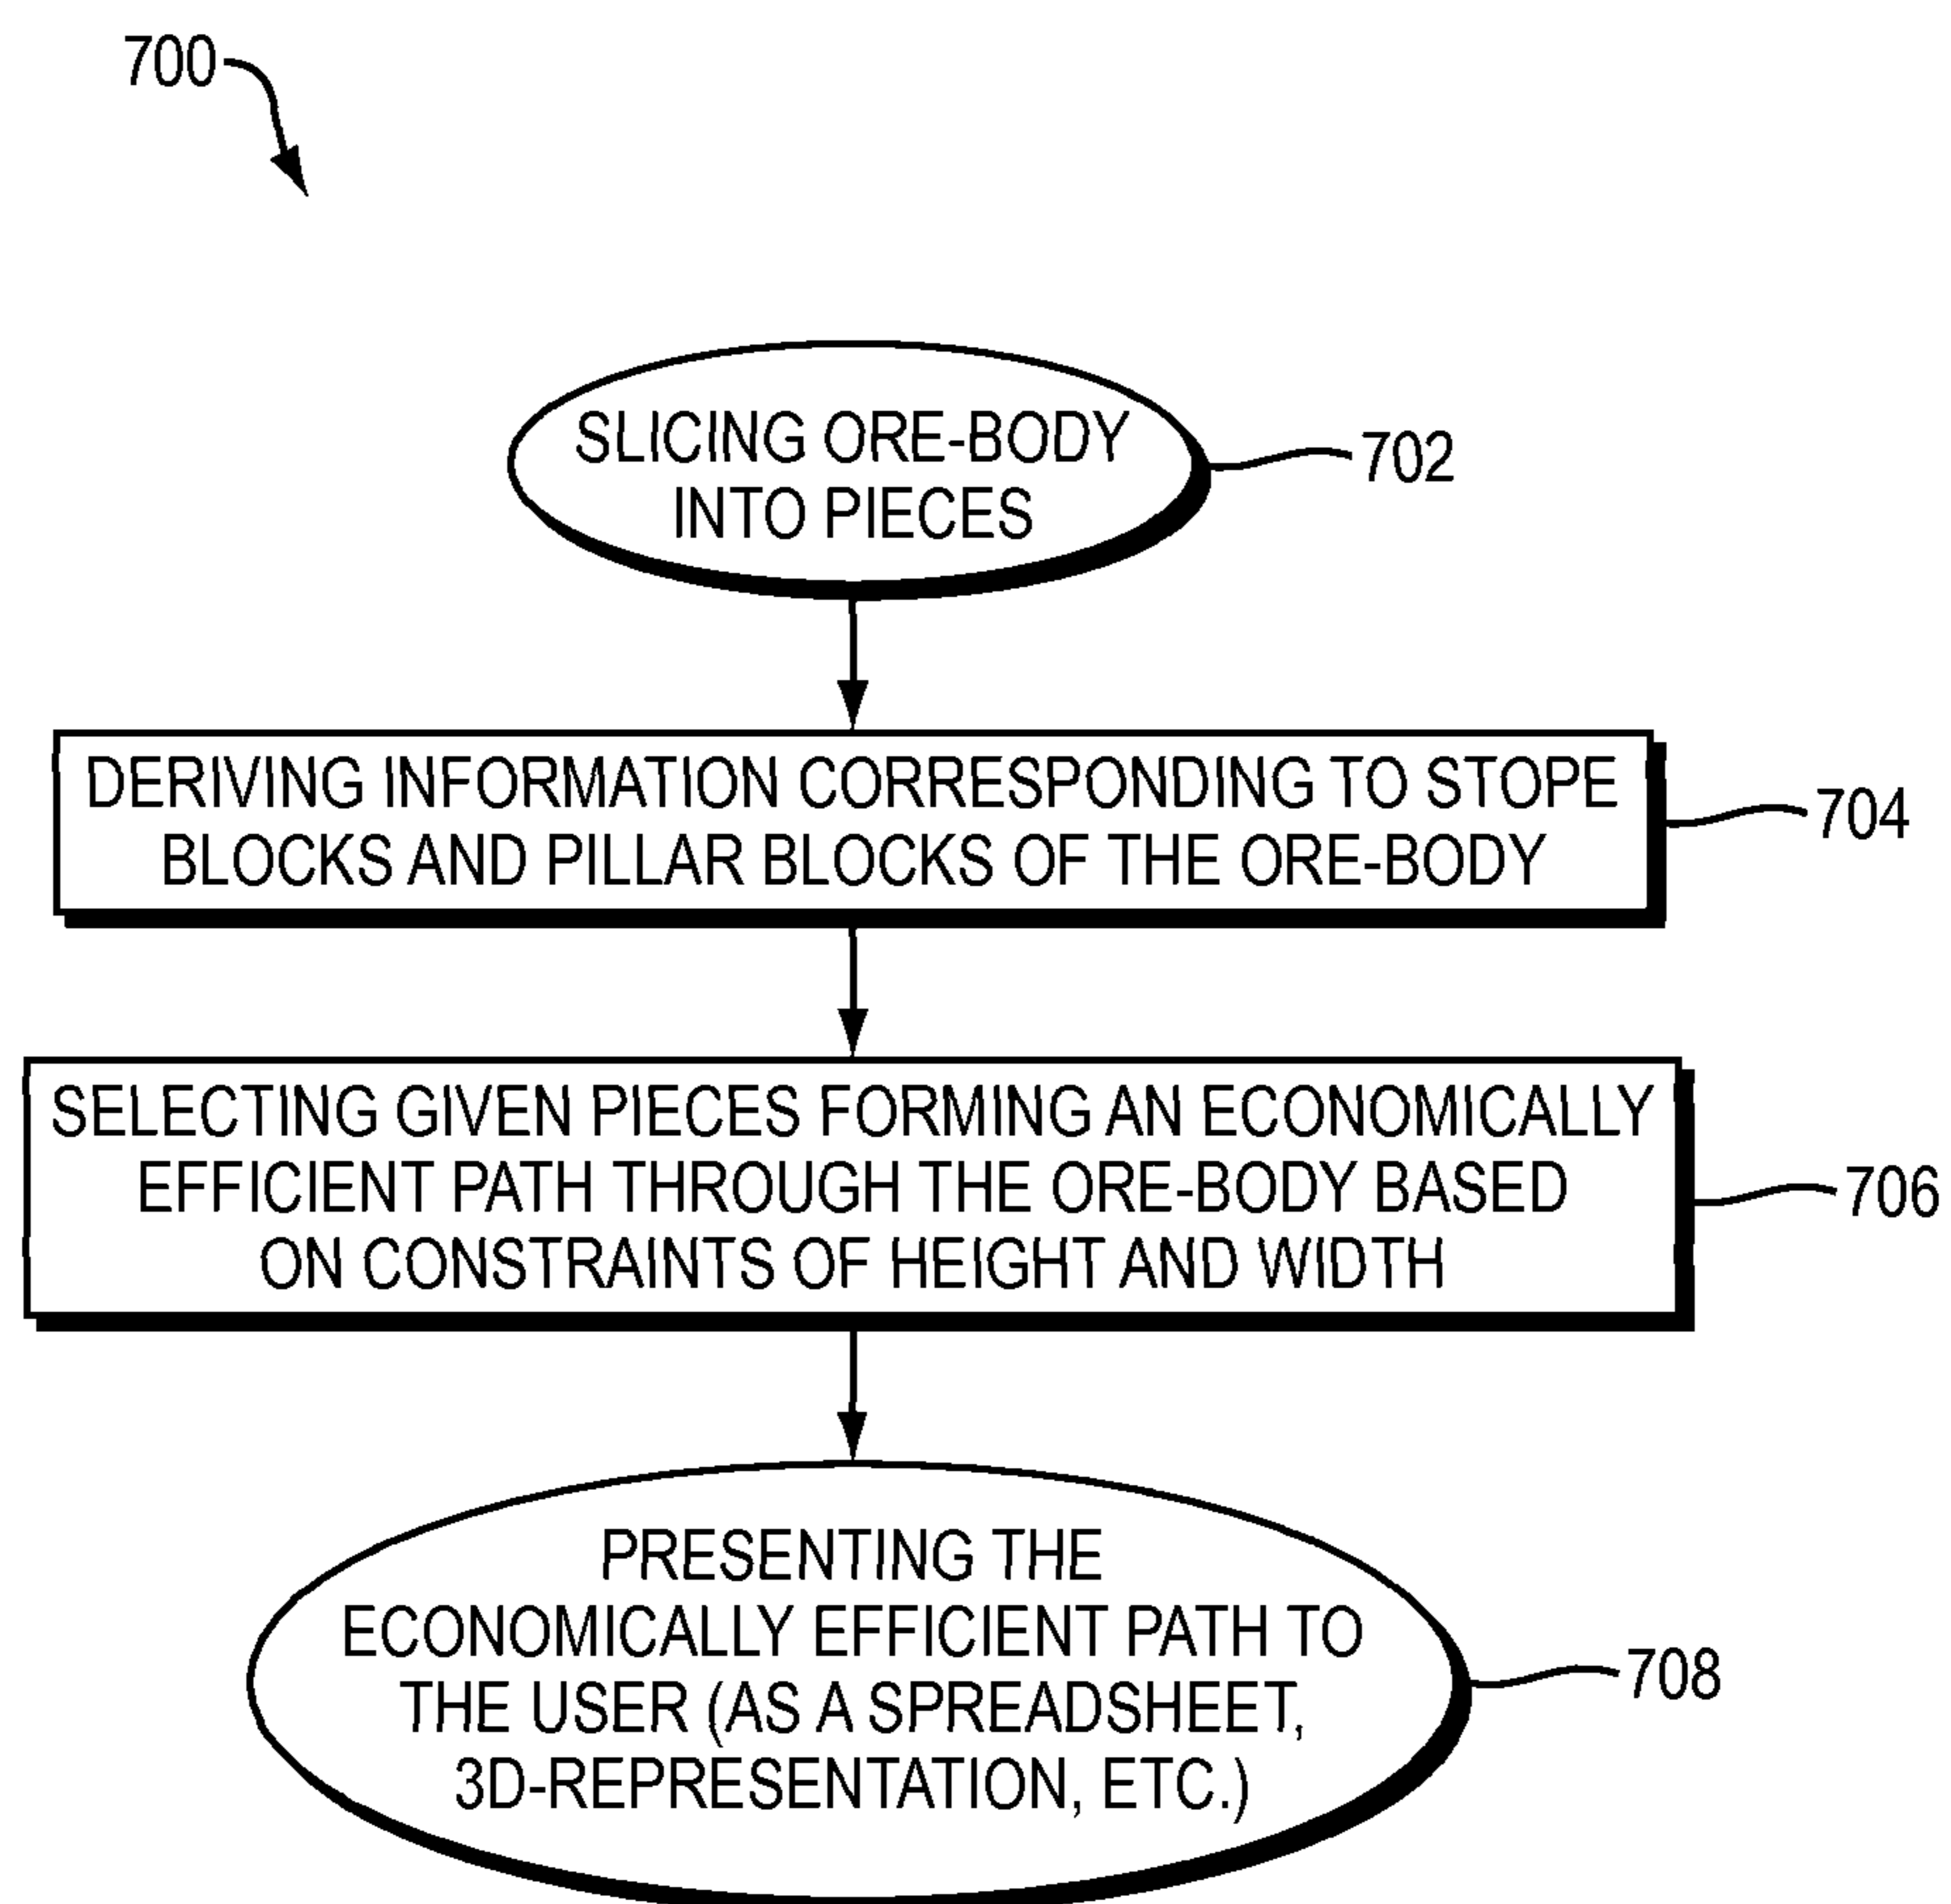 700
SLICING ORE-BODY
INTO PIECES
702
DERIVING INFORMATION CORRESPONDING TO STOPE
BLOCKS AND PILLAR BLOCKS OF THE ORE-BODY
704
SELECTING GIVEN PIECES FORMING AN ECONOMICALLY
EFFICIENT PATH THROUGH THE ORE-BODY BASED
ON CONSTRAINTS OF HEIGHT AND WIDTH
706
PRESENTING THE
ECONOMICALLY EFFICIENT PATH TO
THE USER (AS A SPREADSHEET,
3D-REPRESENTATION, ETC.)
708